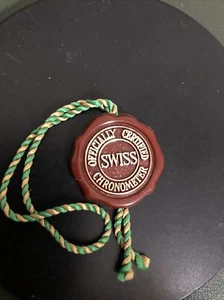 OFFICIALLY CERTIFIED
SWISS
CHRONOMETER